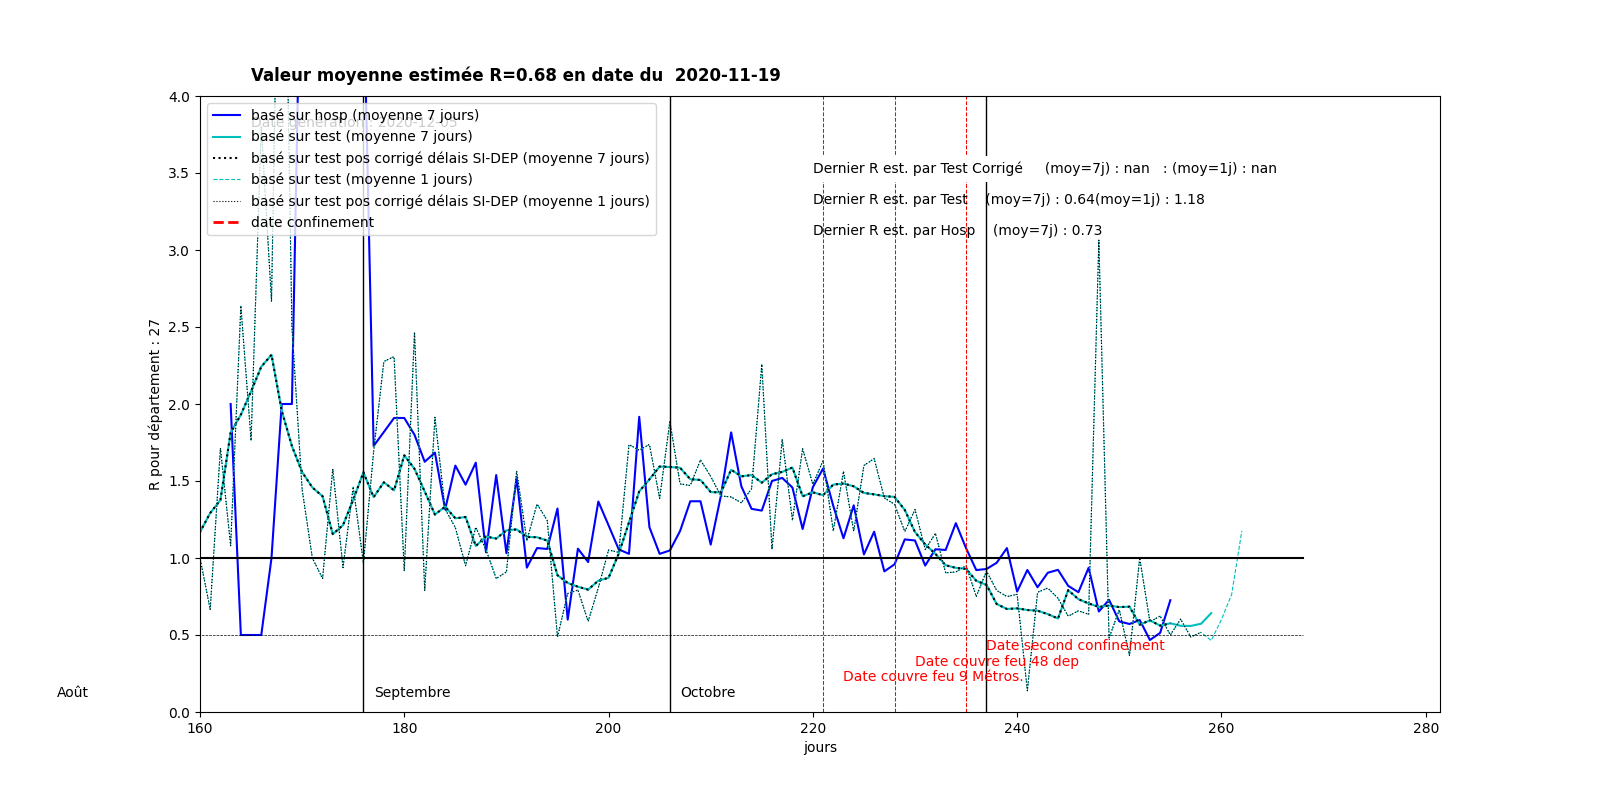 Valeur moyenne estimée R=0.68 en date du 2020-11-19
basé sur hosp (moyenne 7 jours)
basé sur test (moyenne 7 jours)
basé sur test pos corrigé délais SI-DEP (moyenne 7 jours)
basé sur test (moyenne 1 jours)
basé sur test pos corrigé délais SI-DEP (moyenne 1 jours)
date confinement
Dernier R est. par Test Corrigé (moy=7j) : nan : (moy=1j) : nan
Dernier R est. par Test (moy=7j) : 0.64(moy=1j) : 1.18
Dernier R est. par Hosp (moy=7j) : 0.73
R pour département : 27
4.0
3.5
3.0
2.5
2.0
1.5
1.0
0.5
0.0
Date second confinement
Date couvre feu 48 dep
Date couvre feu 9 Métros.
Août
Septembre
Octobre
160
180
200
220
240
260
280
jours